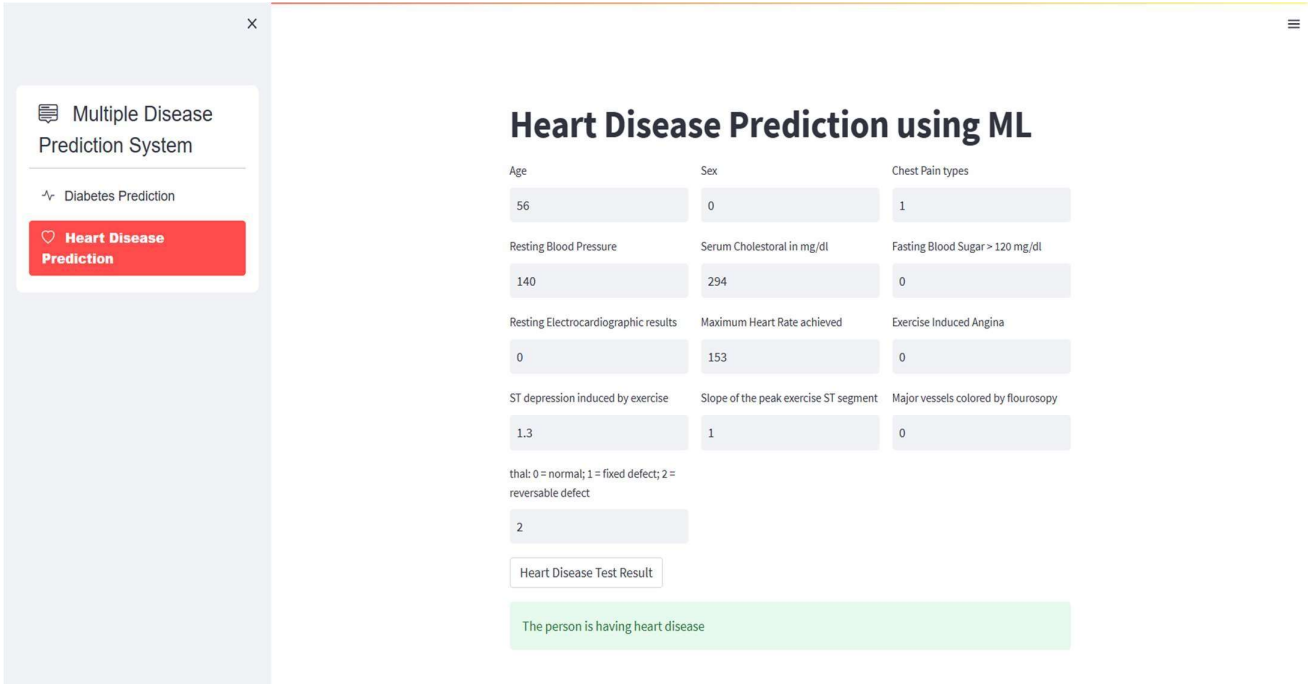 X
Multiple Disease
Prediction System
Diabetes Prediction
Heart Disease
Prediction
Heart Disease Prediction using ML
Age Sex Chest Pain types
56 0 1
Resting Blood Pressure Serum Cholestoral in mg/dl Fasting Blood Sugar > 120 mg/dl
140 294 0
Resting Electrocardiographic results Maximum Heart Rate achieved Exercise Induced Angina
0 153 0
ST depression induced by exercise Slope of the peak exercise ST segment Major vessels colored by flourosopy
1.3 1 0
thal: 0 = normal; 1 = fixed defect; 2 =
reversable defect
2
Heart Disease Test Result
The person is having heart disease